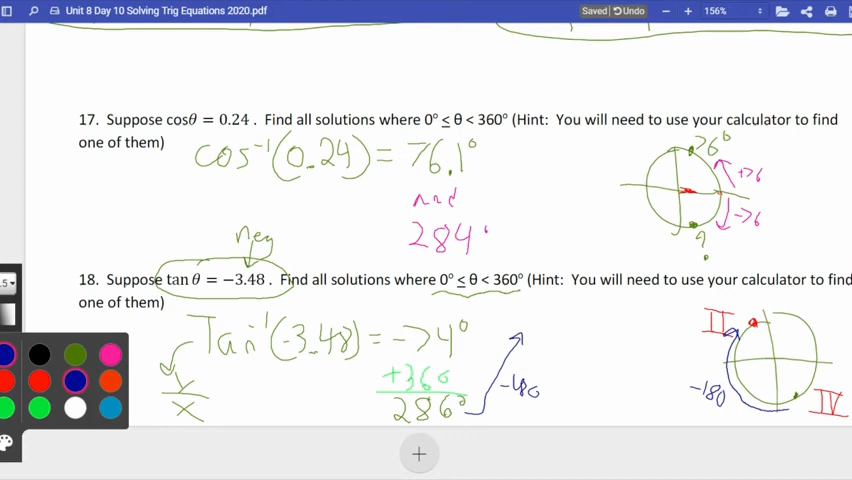 Unit 8 Day 10 Solving Trig Equations 2020.pdf
Saved Undo
156%
17. Suppose cosθ = 0.24 . Find all solutions where 0° ≤ θ < 360° (Hint: You will need to use your calculator to find
one of them)
cos⁻¹(0.24) = 76.1°
and
284°
76°
+76
-76
?
neg
18. Suppose tan θ = −3.48 . Find all solutions where 0° ≤ θ < 360° (Hint: You will need to use your calculator to find
one of them)
Tan⁻¹(-3.48) = -74°
+360
286°
-180
y
x
II
-180
IV
.5